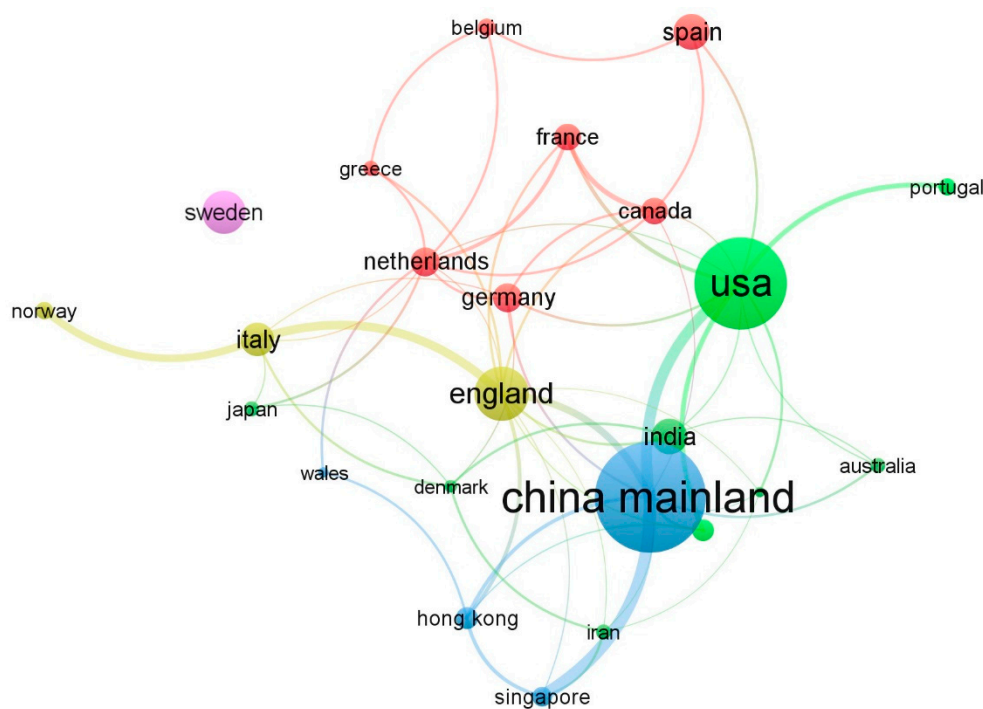 belgium
spain
france
greece
portugal
sweden
canada
netherlands
usa
germany
norway
italy
england
japan
india
wales
denmark
australia
china mainland
hong kong
iran
singapore